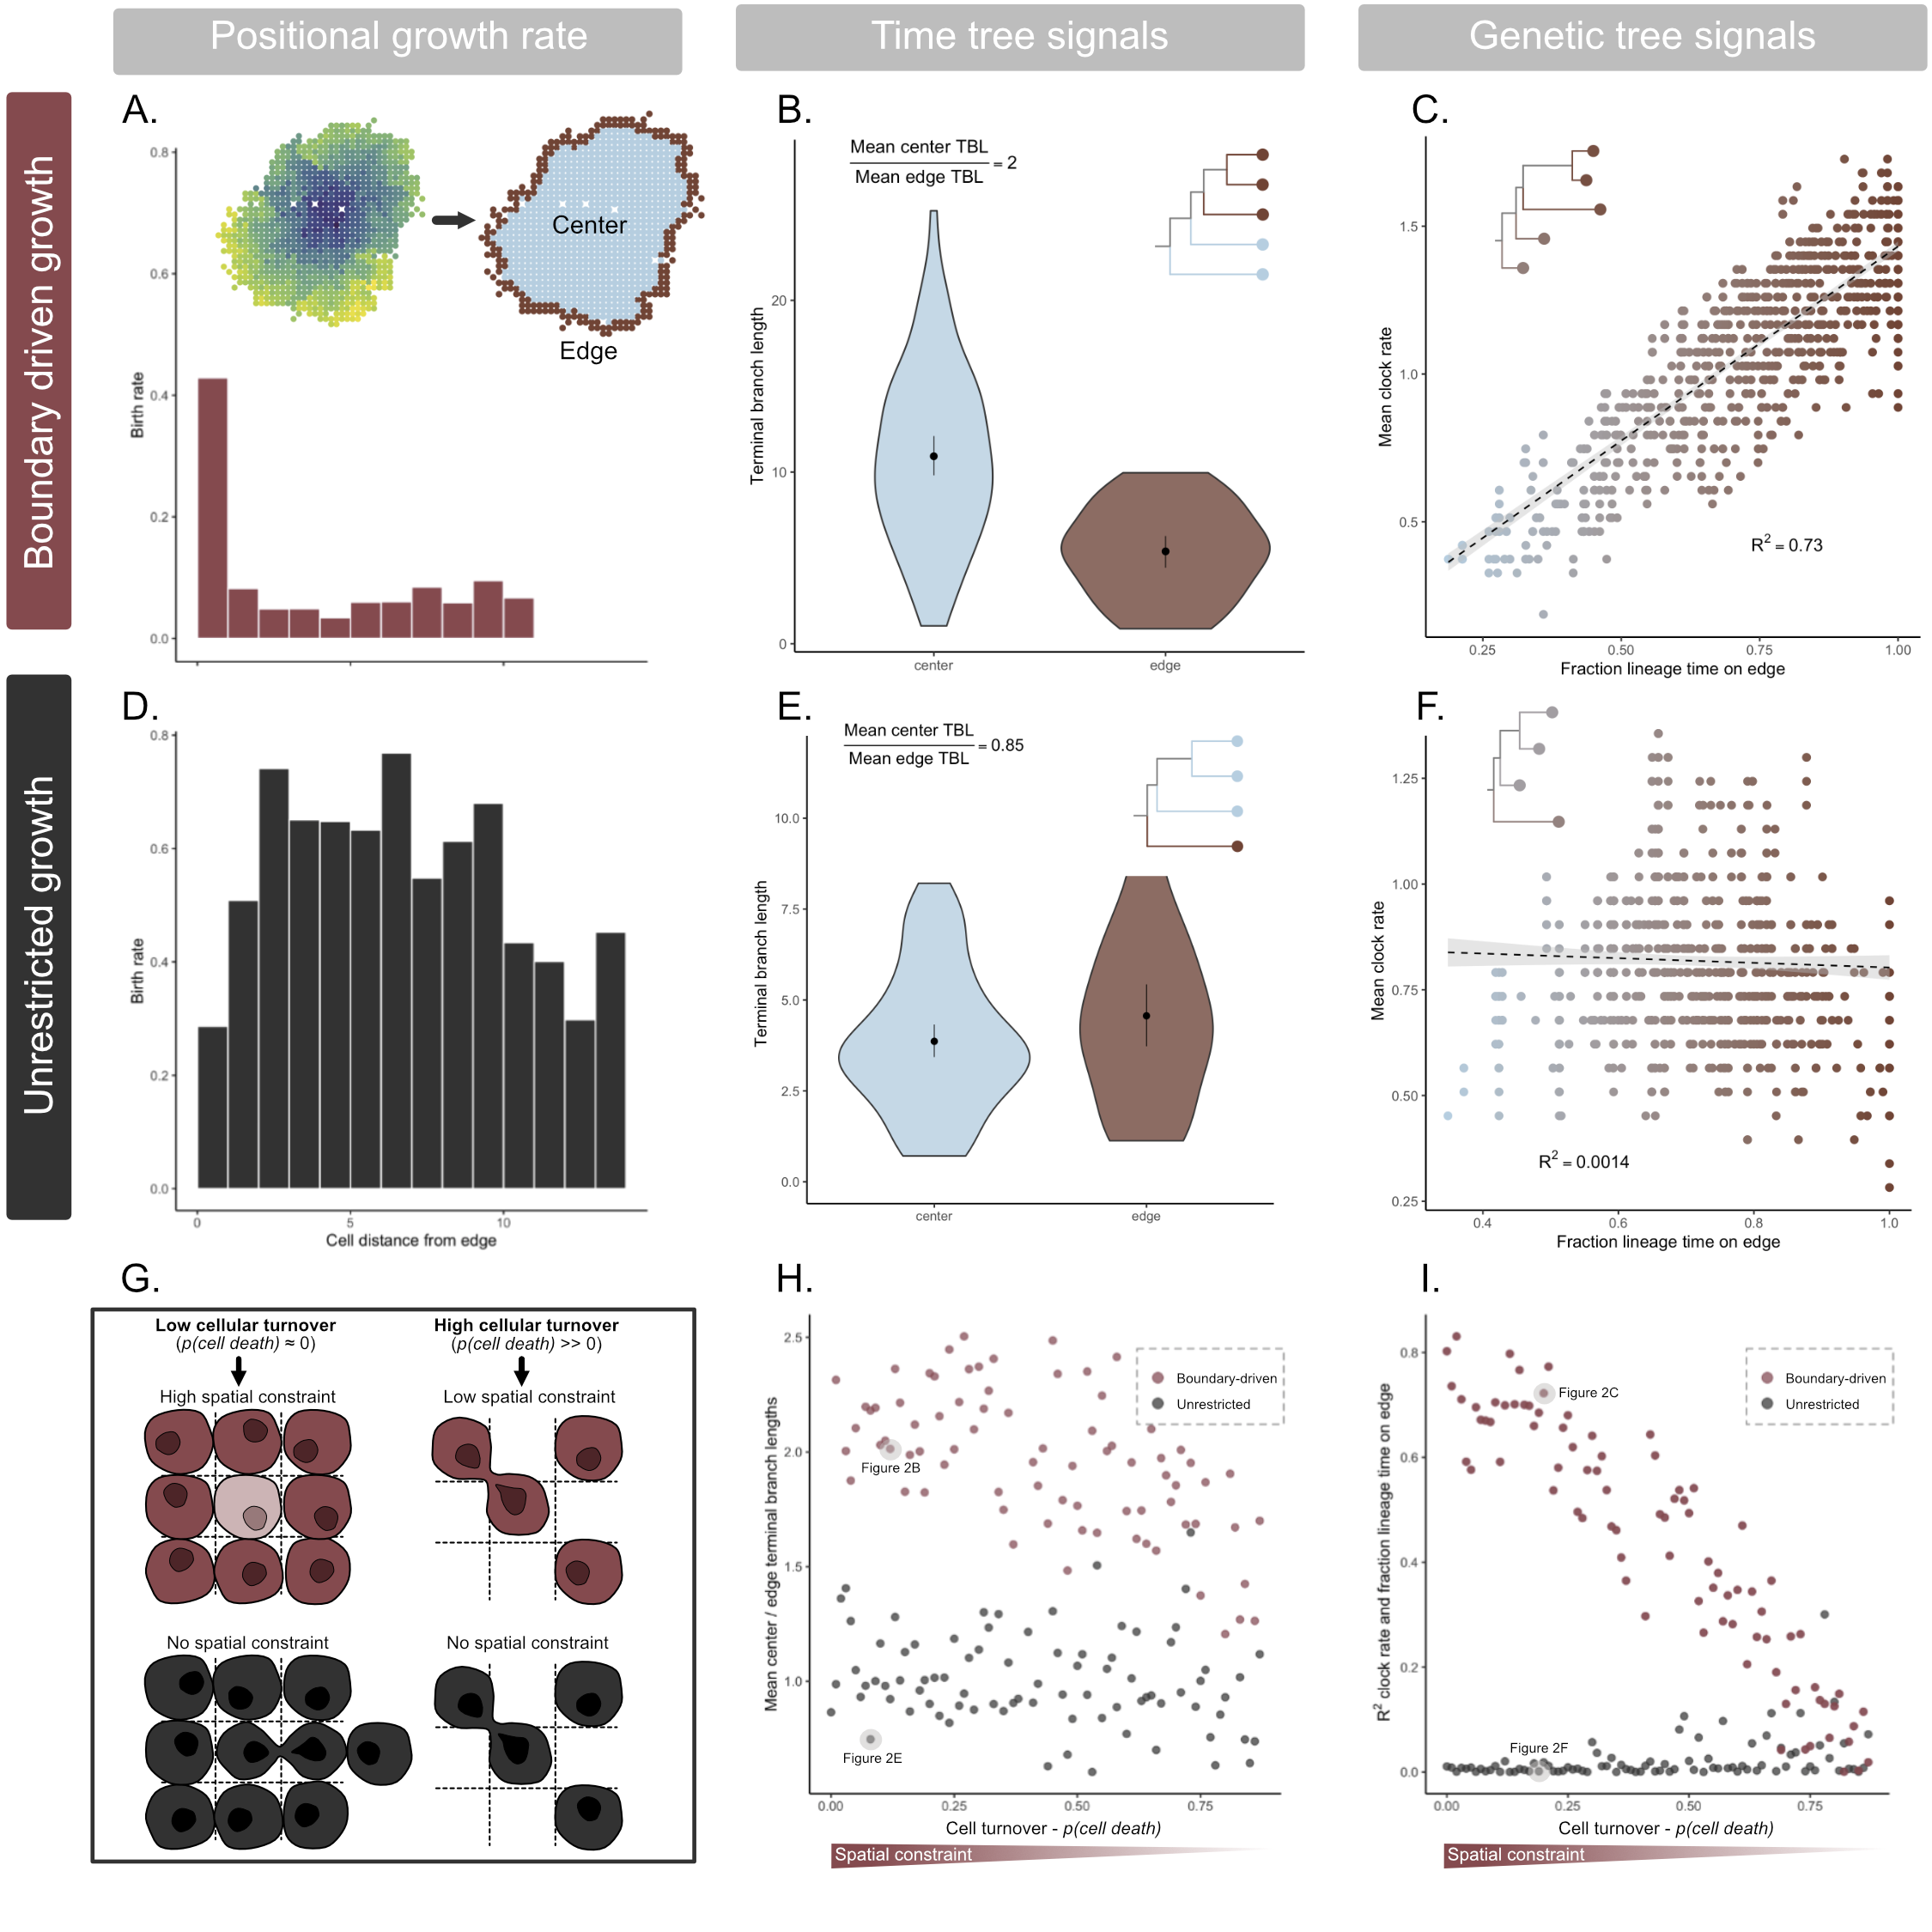 Positional growth rate
Time tree signals
Genetic tree signals
Boundary driven growth
Unrestricted growth
A.
0.8
0.6
0.4
0.2
0.0
Birth rate
Center
Edge
B.
Mean center TBL
Mean edge TBL
= 2
20
10
0
Terminal branch length
center
edge
C.
1.5
1.0
0.5
Mean clock rate
R² = 0.73
0.25
0.50
0.75
1.00
Fraction lineage time on edge
D.
0.8
0.6
0.4
0.2
0.0
Birth rate
0
5
10
Cell distance from edge
E.
Mean center TBL
Mean edge TBL
= 0.85
10.0
7.5
5.0
2.5
0.0
Terminal branch length
center
edge
F.
1.25
1.00
0.75
0.50
0.25
Mean clock rate
R² = 0.0014
0.4
0.6
0.8
1.0
Fraction lineage time on edge
G.
Low cellular turnover
(p(cell death) ≈ 0)
High spatial constraint
No spatial constraint
High cellular turnover
(p(cell death) >> 0)
Low spatial constraint
No spatial constraint
H.
2.5
2.0
1.5
1.0
Mean center / edge terminal branch lengths
Boundary-driven
Unrestricted
Figure 2B
Figure 2E
0.00
0.25
0.50
0.75
Cell turnover - p(cell death)
Spatial constraint
I.
0.8
0.6
0.4
0.2
0.0
R² clock rate and fraction lineage time on edge
Boundary-driven
Unrestricted
Figure 2C
Figure 2F
0.00
0.25
0.50
0.75
Cell turnover - p(cell death)
Spatial constraint